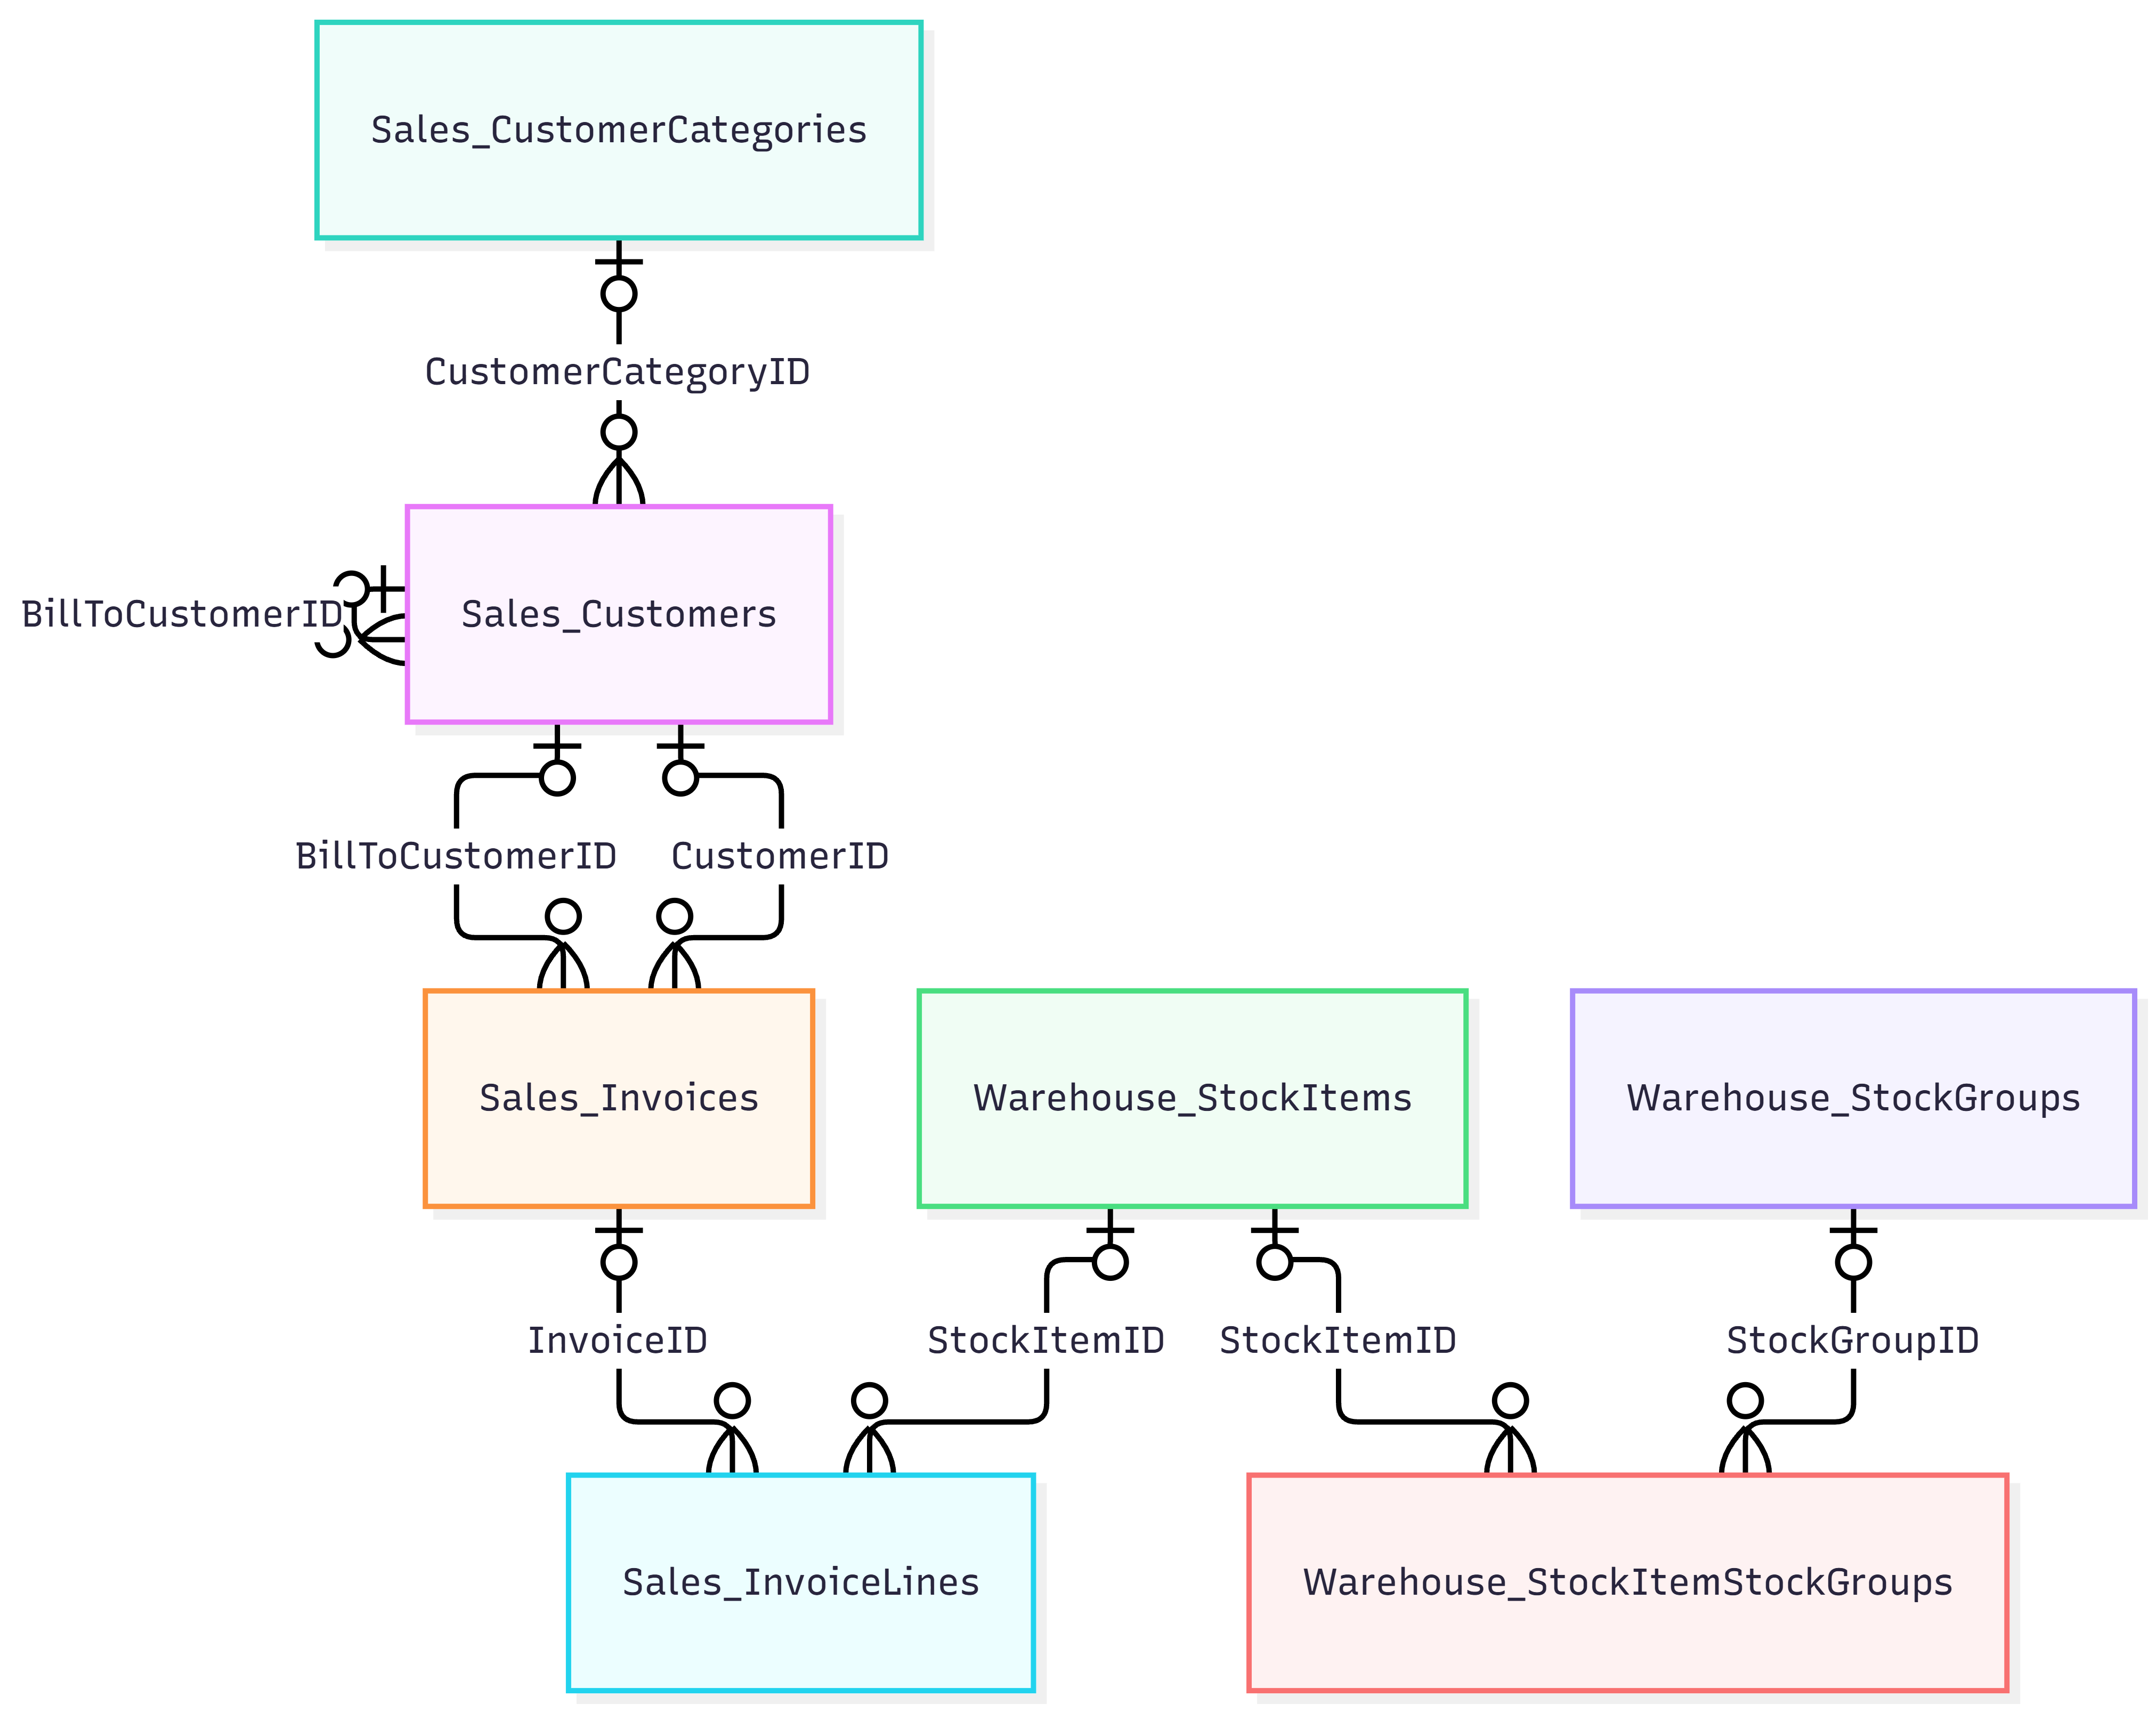 Sales_CustomerCategories
CustomerCategoryID
BillToCustomerID
Sales_Customers
BillToCustomerID
CustomerID
Sales_Invoices
Warehouse_StockItems
Warehouse_StockGroups
InvoiceID
StockItemID
StockItemID
StockGroupID
Sales_InvoiceLines
Warehouse_StockItemStockGroups